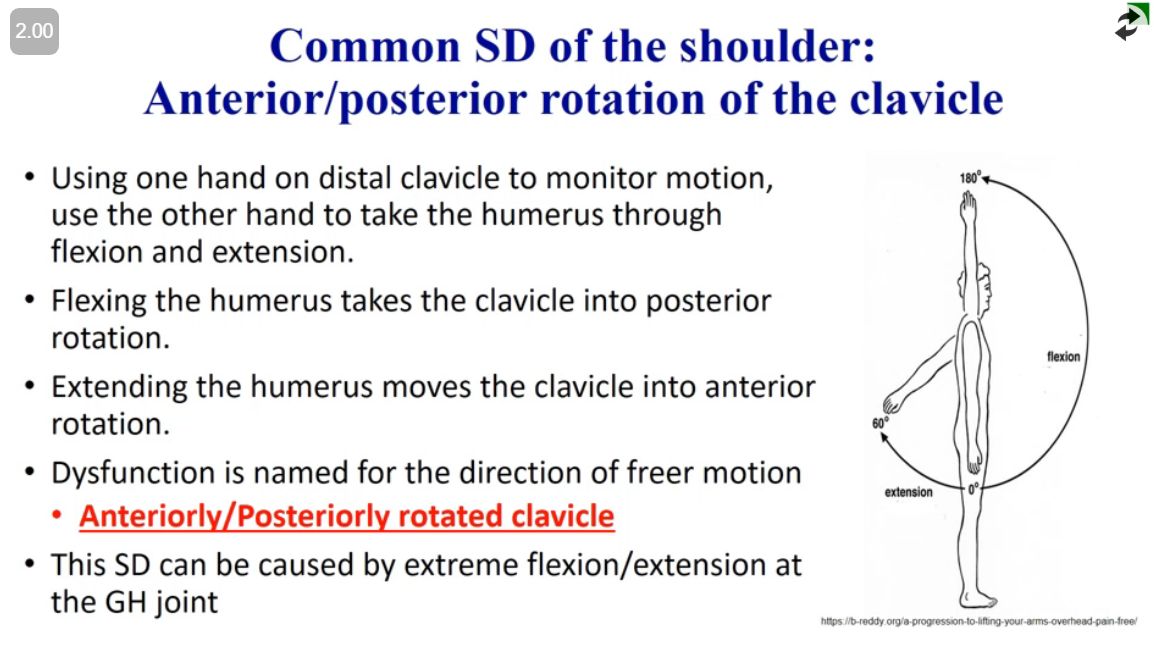 2.00
Common SD of the shoulder:
Anterior/posterior rotation of the clavicle
• Using one hand on distal clavicle to monitor motion,
use the other hand to take the humerus through
flexion and extension.
• Flexing the humerus takes the clavicle into posterior
rotation.
• Extending the humerus moves the clavicle into anterior
rotation.
• Dysfunction is named for the direction of freer motion
• Anteriorly/Posteriorly rotated clavicle
• This SD can be caused by extreme flexion/extension at
the GH joint
180°
flexion
60°
extension
0°
https://b-reddy.org/a-progression-to-lifting-your-arms-overhead-pain-free/